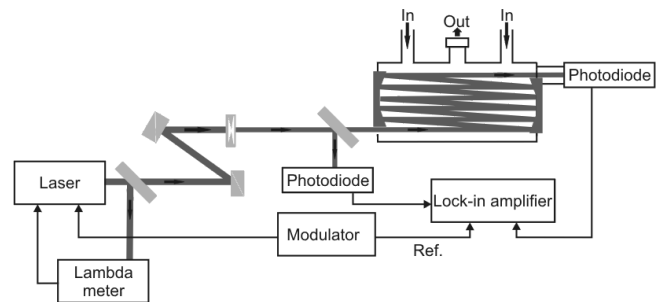 In
Out
In
Photodiode
Laser
Photodiode
Lock-in amplifier
Modulator
Ref.
Lambda
meter